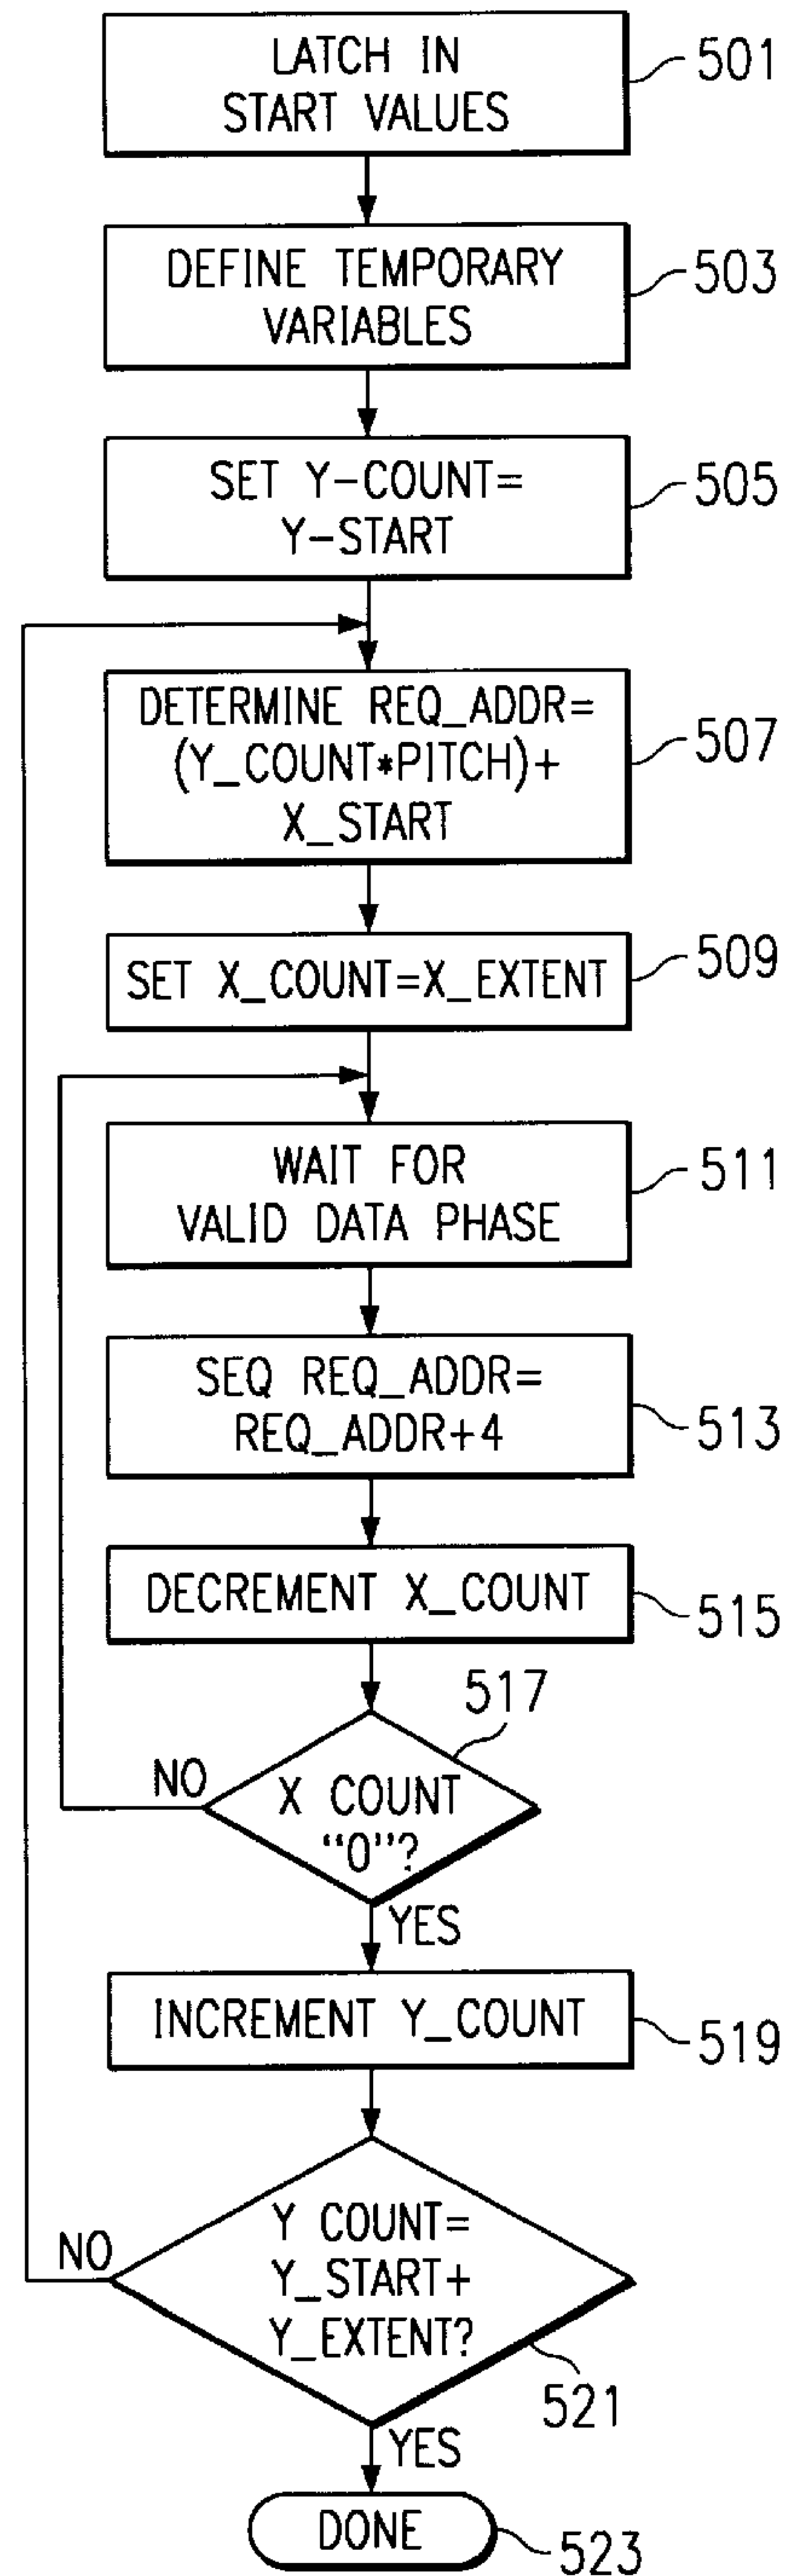 LATCH IN
START VALUES
501
DEFINE TEMPORARY
VARIABLES
503
SET Y-COUNT=
Y-START
505
DETERMINE REQ_ADDR=
(Y_COUNT*PITCH)+
X_START
507
SET X_COUNT=X_EXTENT
509
WAIT FOR
VALID DATA PHASE
511
SEQ REQ_ADDR=
REQ_ADDR+4
513
DECREMENT X_COUNT
515
517
NO
X COUNT
“0”?
YES
INCREMENT Y_COUNT
519
NO
Y COUNT=
Y_START+
Y_EXTENT?
521
YES
DONE
523